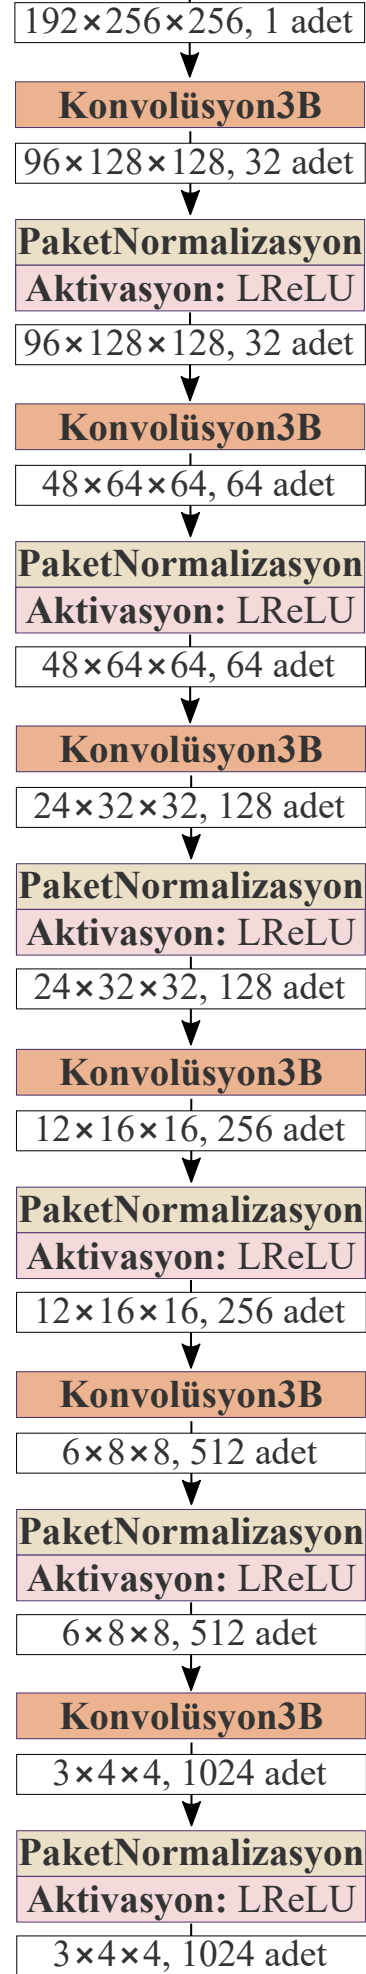 192×256×256, 1 adet
Konvolüsyon3B
96×128×128, 32 adet
PaketNormalizasyon
Aktivasyon: LReLU
96×128×128, 32 adet
Konvolüsyon3B
48×64×64, 64 adet
PaketNormalizasyon
Aktivasyon: LReLU
48×64×64, 64 adet
Konvolüsyon3B
24×32×32, 128 adet
PaketNormalizasyon
Aktivasyon: LReLU
24×32×32, 128 adet
Konvolüsyon3B
12×16×16, 256 adet
PaketNormalizasyon
Aktivasyon: LReLU
12×16×16, 256 adet
Konvolüsyon3B
6×8×8, 512 adet
PaketNormalizasyon
Aktivasyon: LReLU
6×8×8, 512 adet
Konvolüsyon3B
3×4×4, 1024 adet
PaketNormalizasyon
Aktivasyon: LReLU
3×4×4, 1024 adet